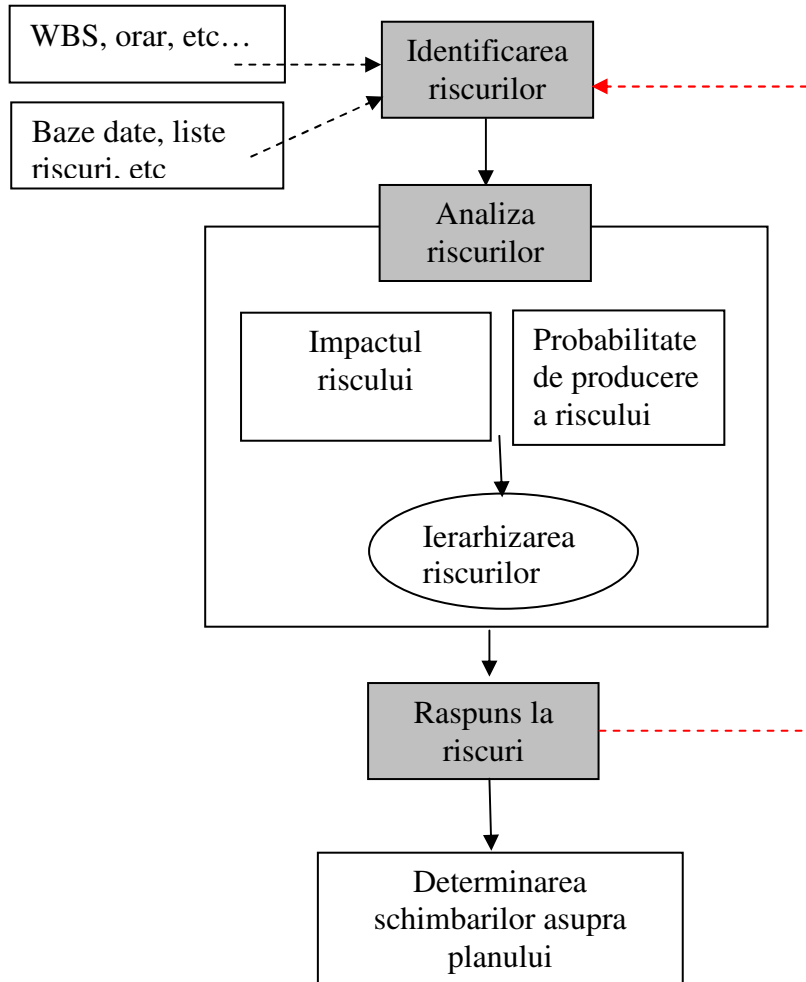 WBS, orar, etc…
Identificarea
riscurilor
Baze date, liste
riscuri, etc
Analiza
riscurilor
Impactul
riscului
Probabilitate
de producere
a riscului
Ierarhizarea
riscurilor
Raspuns la
riscuri
Determinarea
schimbarilor asupra
planului